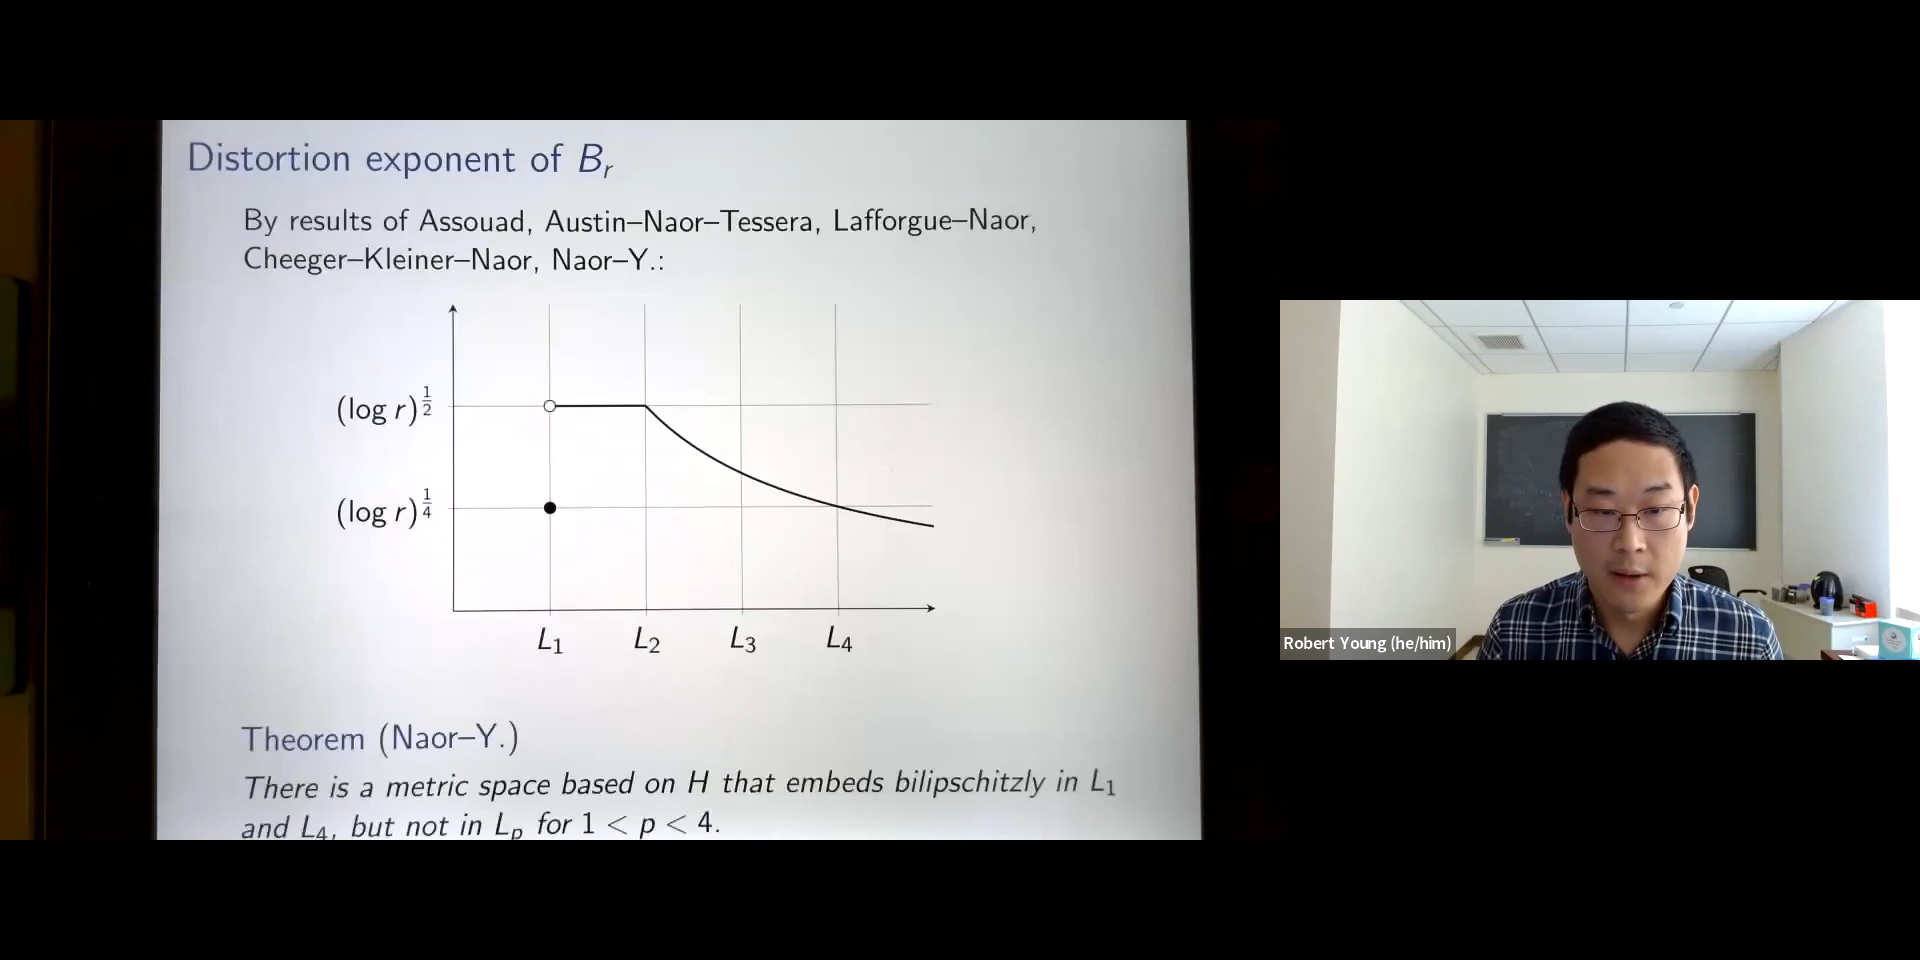 Distortion exponent of B_r
By results of Assouad, Austin–Naor–Tessera, Lafforgue–Naor,
Cheeger–Kleiner–Naor, Naor–Y.:
(log r)^{1/2}
(log r)^{1/4}
L_1 L_2 L_3 L_4
Theorem (Naor–Y.)
There is a metric space based on H that embeds bilipschitzly in L_1
and L_4, but not in L_p for 1 < p < 4.
Robert Young (he/him)